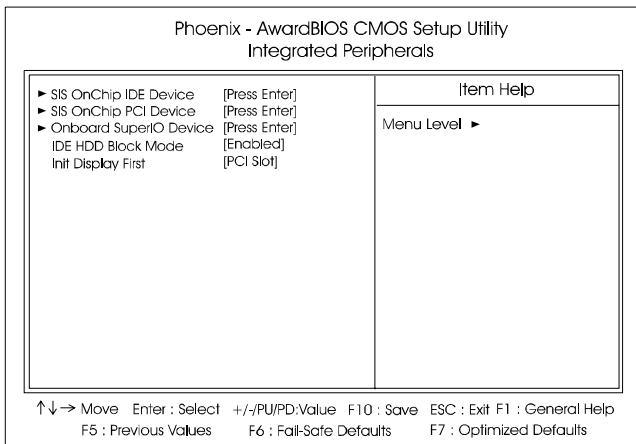 Phoenix - AwardBIOS CMOS Setup Utility
Integrated Peripherals
► SIS OnChip IDE Device [Press Enter]
► SIS OnChip PCI Device [Press Enter]
► Onboard SuperIO Device [Press Enter]
IDE HDD Block Mode [Enabled]
Init Display First [PCI Slot]
Item Help
Menu Level ►
↑↓→ Move Enter : Select +/-/PU/PD:Value F10 : Save ESC : Exit F1 : General Help
F5 : Previous Values F6 : Fail-Safe Defaults F7 : Optimized Defaults